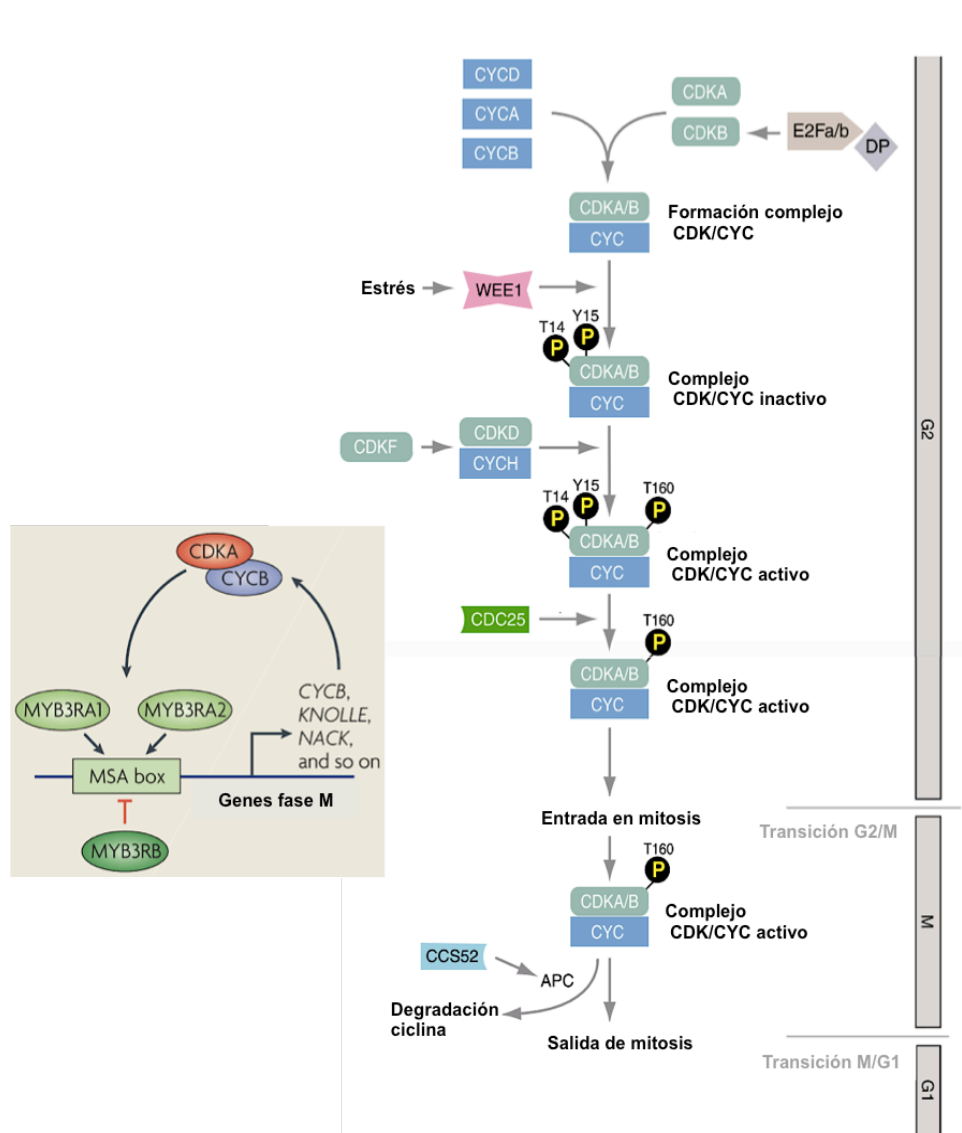 CYCD
CYCA
CYCB
CDKA
CDKB
E2Fa/b
DP
CDKA/B
CYC
Formación complejo
CDK/CYC
Estrés
WEE1
T14
Y15
P
P
CDKA/B
CYC
Complejo
CDK/CYC inactivo
G2
CDKF
CDKD
CYCH
T14
Y15
T160
P
P
P
CDKA/B
CYC
Complejo
CDK/CYC activo
CDC25
T160
P
CDKA/B
CYC
Complejo
CDK/CYC activo
CDKA
CYCB
MYB3RA1
MYB3RA2
CYCB,
KNOLLE,
NACK,
and so on
MSA box
Genes fase M
MYB3RB
Entrada en mitosis
Transición G2/M
T160
P
CDKA/B
CYC
Complejo
CDK/CYC activo
M
CCS52
APC
Degradación
ciclina
Salida de mitosis
Transición M/G1
G1